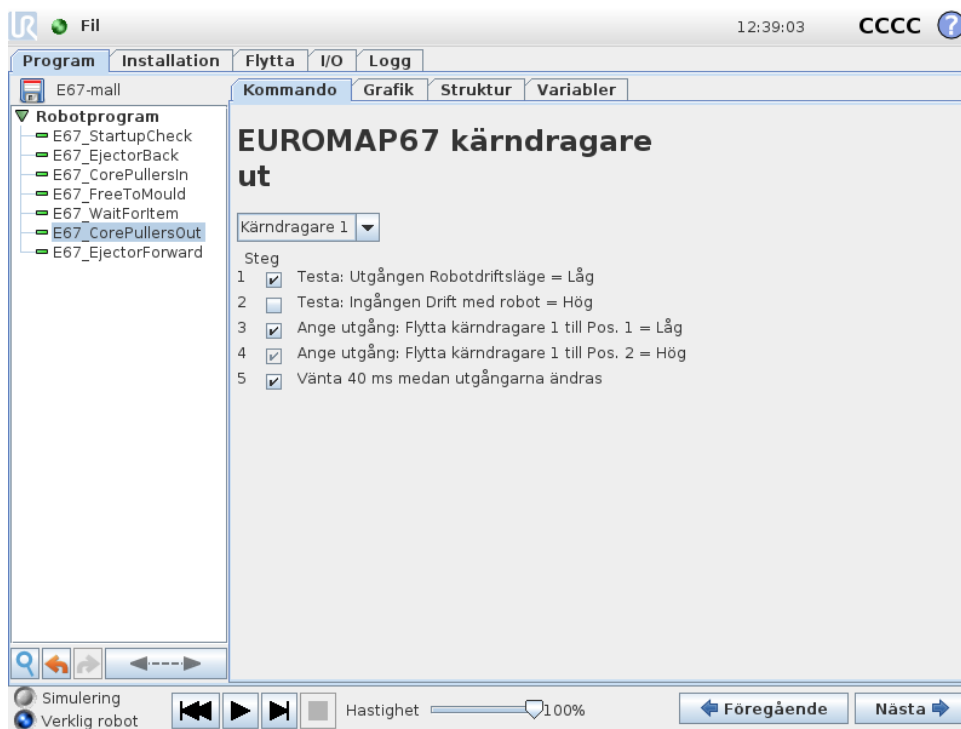 UR Fil 12:39:03 CCCC ?
Program Installation Flytta I/O Logg
E67-mall
Kommando Grafik Struktur Variabler
Robotprogram
E67_StartupCheck
E67_EjectorBack
E67_CorePullersIn
E67_FreeToMould
E67_WaitForItem
E67_CorePullersOut
E67_EjectorForward
EUROMAP67 kärndragare
ut
Kärndragare 1
Steg
1 Testa: Utgången Robotdriftsläge = Låg
2 Testa: Ingången Drift med robot = Hög
3 Ange utgång: Flytta kärndragare 1 till Pos. 1 = Låg
4 Ange utgång: Flytta kärndragare 1 till Pos. 2 = Hög
5 Vänta 40 ms medan utgångarna ändras
Simulering
Verklig robot
Hastighet 100%
Föregående Nästa